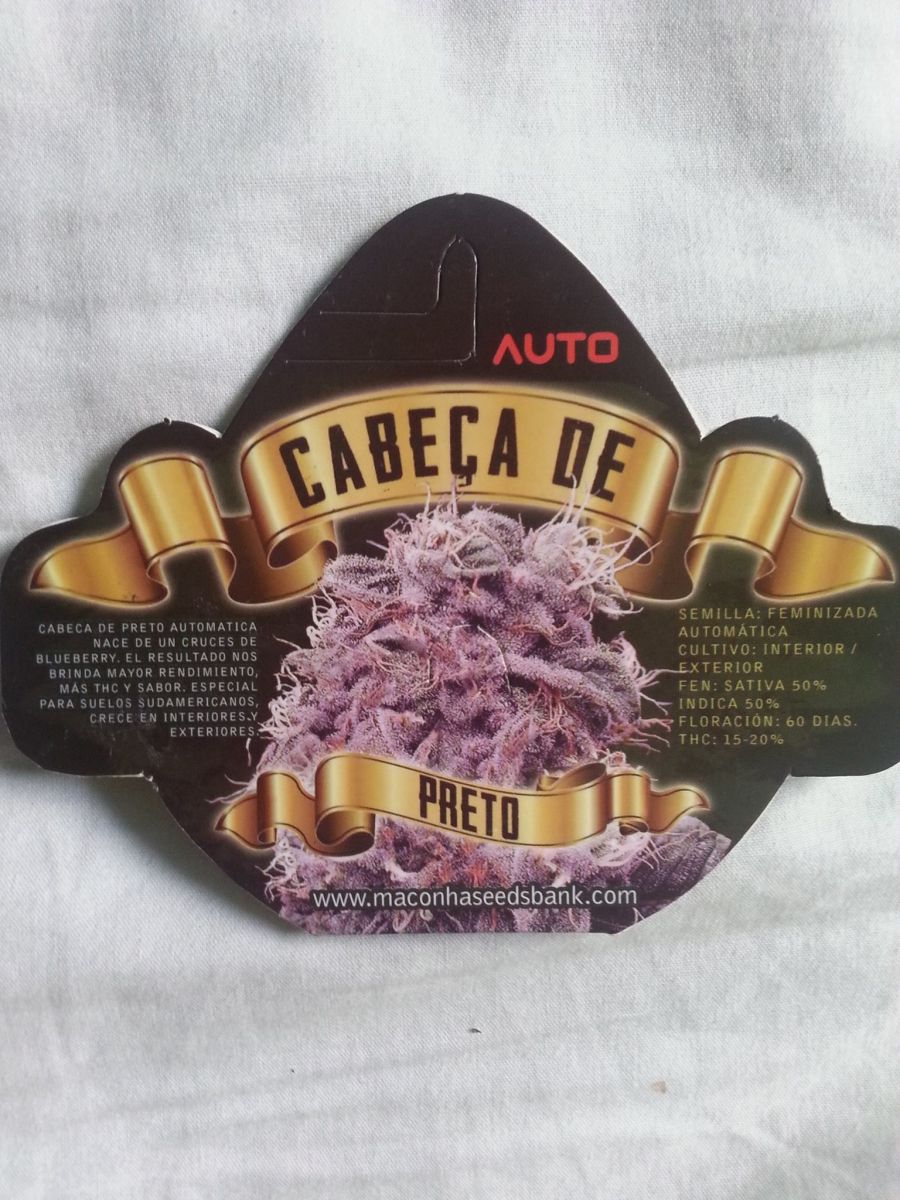 AUTO
CABEÇA DE
CABECA DE PRETO AUTOMATICA
NACE DE UN CRUCES DE
BLUEBERRY. EL RESULTADO NOS
BRINDA MAYOR RENDIMIENTO,
MÁS THC Y SABOR. ESPECIAL
PARA SUELOS SUDAMERICANOS,
CRECE EN INTERIORES.Y
EXTERIORES.
SEMILLA: FEMINIZADA
AUTOMÁTICA
CULTIVO: INTERIOR /
EXTERIOR
FEN: SATIVA 50%
INDICA 50%
FLORACIÓN: 60 DIAS.
THC: 15-20%
PRETO
www.maconhaseedsbank.com